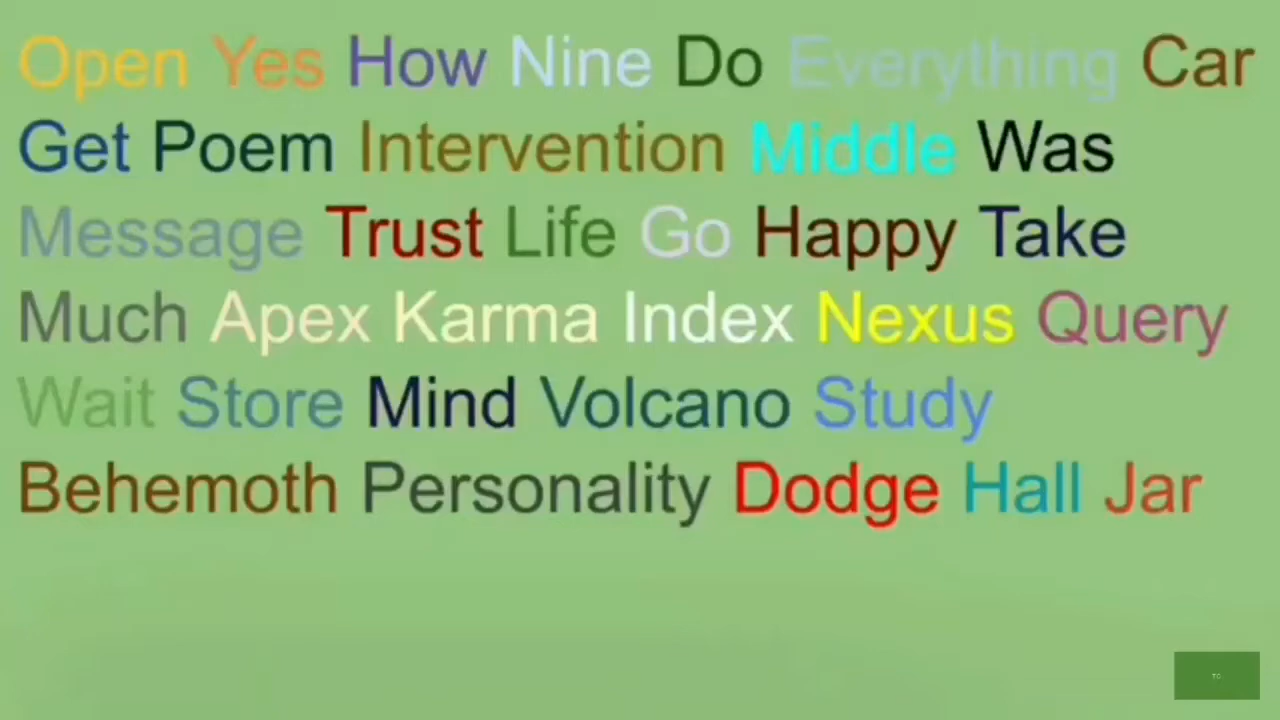 Open Yes How Nine Do Everything Car
Get Poem Intervention Middle Was
Message Trust Life Go Happy Take
Much Apex Karma Index Nexus Query
Wait Store Mind Volcano Study
Behemoth Personality Dodge Hall Jar